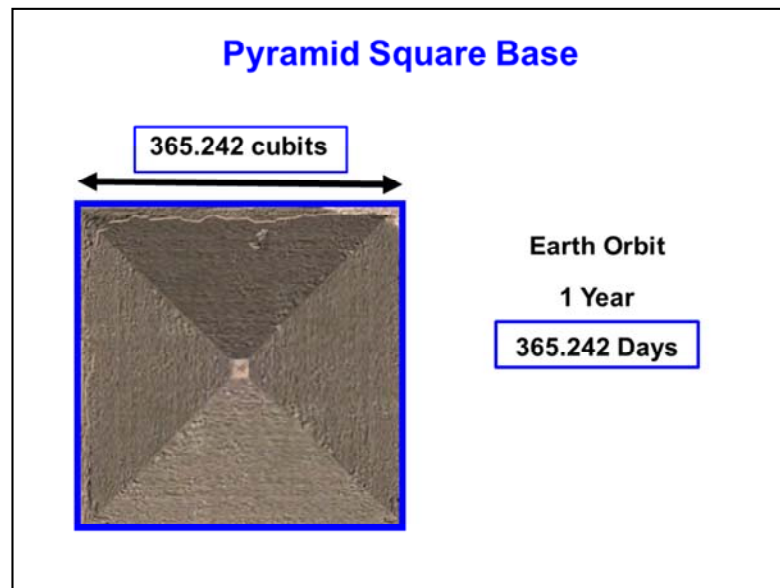 Pyramid Square Base
365.242 cubits
Earth Orbit
1 Year
365.242 Days